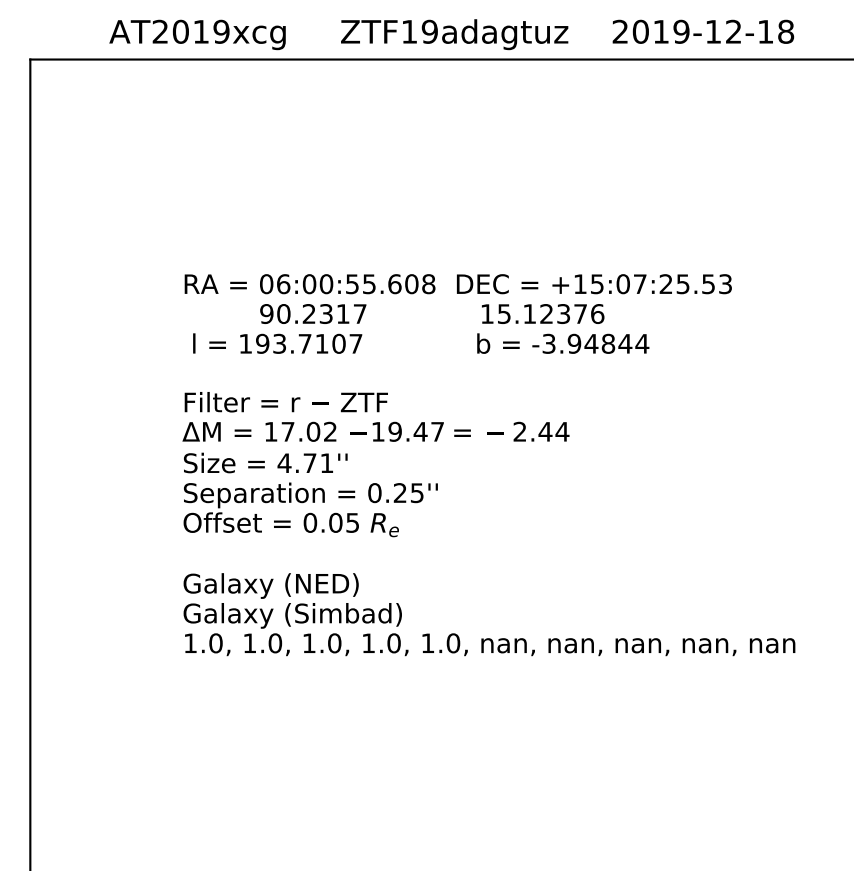 AT2019xcg ZTF19adagtuz 2019-12-18
RA = 06:00:55.608 DEC = +15:07:25.53
90.2317 15.12376
l = 193.7107 b = -3.94844
Filter = r − ZTF
ΔM = 17.02 −19.47 = − 2.44
Size = 4.71''
Separation = 0.25''
Offset = 0.05 Re
Galaxy (NED)
Galaxy (Simbad)
1.0, 1.0, 1.0, 1.0, 1.0, nan, nan, nan, nan, nan